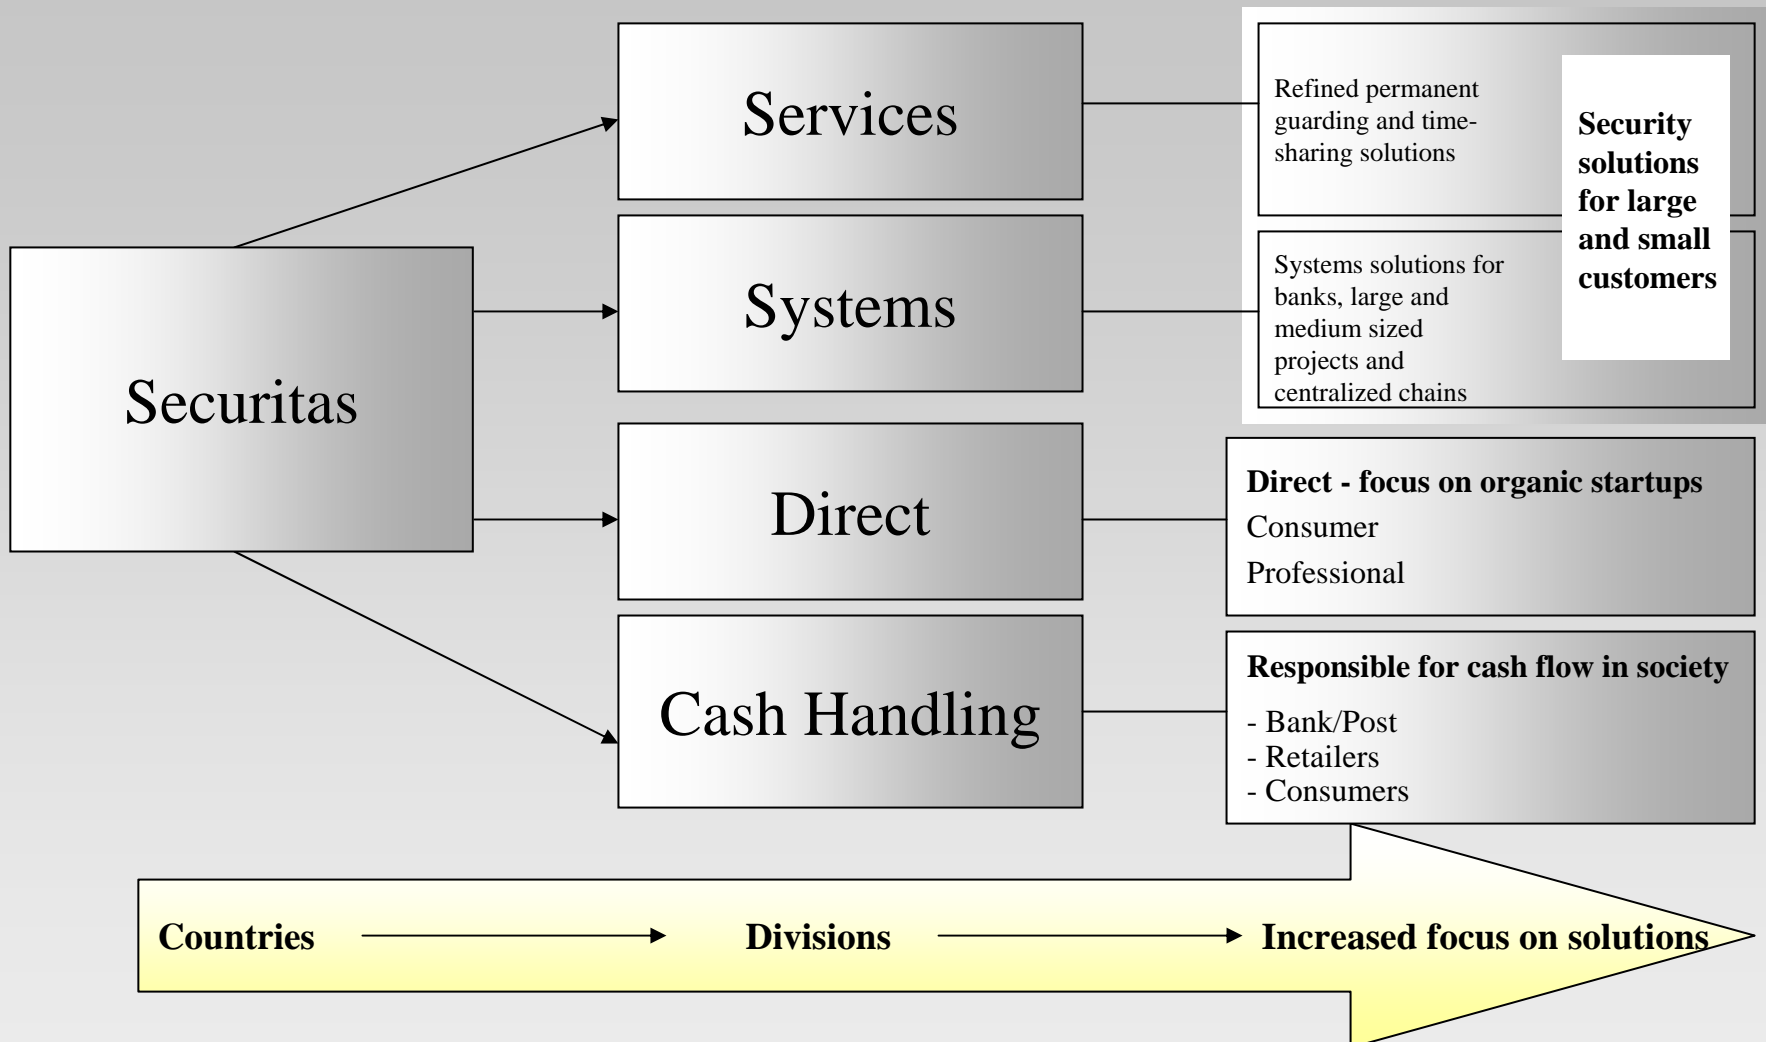 Securitas
Services
Systems
Direct
Cash Handling
Refined permanent
guarding and time-
sharing solutions
Systems solutions for
banks, large and
medium sized
projects and
centralized chains
Security
solutions
for large
and small
customers
Direct - focus on organic startups
Consumer
Professional
Responsible for cash flow in society
- Bank/Post
- Retailers
- Consumers
Countries
Divisions
Increased focus on solutions